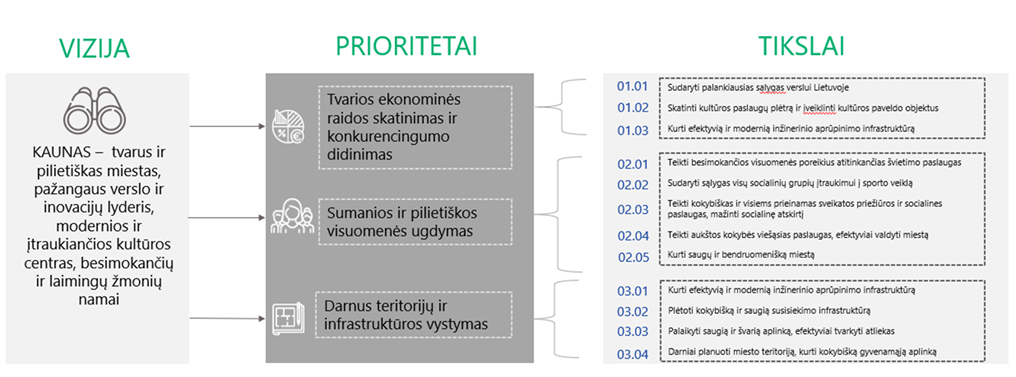 VIZIJA
KAUNAS – tvarus ir
pilietiškas miestas,
pažangaus verslo ir
inovacijų lyderis,
modernios ir
įtraukiančios kultūros
centras, besimokančių
ir laimingų žmonių
namai
PRIORITETAI
Tvarios ekonominės
raidos skatinimas ir
konkurencingumo
didinimas
Sumanios ir pilietiškos
visuomenės ugdymas
Darnus teritorijų ir
infrastruktūros vystymas
TIKSLAI
01.01 Sudaryti palankiausias sąlygas verslui Lietuvoje
01.02 Skatinti kultūros paslaugų plėtrą ir įveiklinti kultūros paveldo objektus
01.03 Kurti efektyvią ir modernią inžinerinio aprūpinimo infrastruktūrą
02.01 Teikti besimokančios visuomenės poreikius atitinkančias švietimo paslaugas
02.02 Sudaryti sąlygas visų socialinių grupių įtraukimui į sporto veiklą
02.03 Teikti kokybiškas ir visiems prieinamas sveikatos priežiūros ir socialines
paslaugas, mažinti socialinę atskirtį
02.04 Teikti aukštos kokybės viešąsias paslaugas, efektyviai valdyti miestą
02.05 Kurti saugų ir bendruomenišką miestą
03.01 Kurti efektyvią ir modernią inžinerinio aprūpinimo infrastruktūrą
03.02 Plėtoti kokybišką ir saugią susisiekimo infrastruktūrą
03.03 Palaikyti saugią ir švarią aplinką, efektyviai tvarkyti atliekas
03.04 Darniai planuoti miesto teritoriją, kurti kokybišką gyvenamąją aplinką